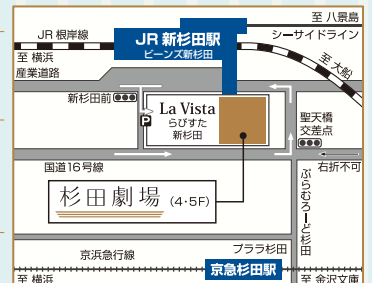 至 八景島
JR 根岸線
JR 新杉田駅
ビーンズ新杉田
シーサイドライン
至 横浜
産業道路
至 大船
新杉田前
La Vista
らびすた
新杉田
P
聖天橋
交差点
国道16号線
右折不可
杉田劇場 (4・5F)
ぷらむろーど杉田
プララ杉田
京浜急行線
京急杉田駅
至 横浜
至 金沢文庫